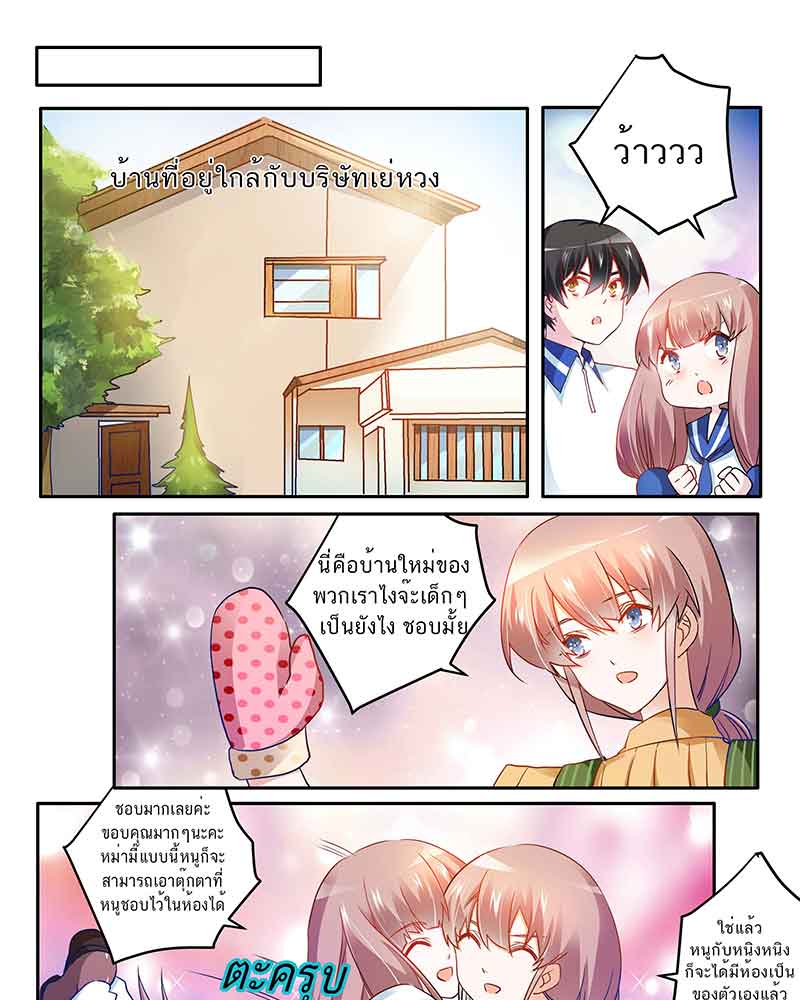 บ้านที่อยู่ใกล้กับบริษัทเย่หวง
ว้าววว
นี่คือบ้านใหม่ของ
พวกเราไงจ๊ะเด็กๆ
เป็นยังไง ชอบมั้ย
ชอบมากเลยค่ะ
ขอบคุณมากๆนะคะ
หม่ามี๊แบบนี้หนูก็จะ
สามารถเอาตุ๊กตาที่
หนูชอบไว้ในห้องได้
ตะครุบ
ใช่แล้ว
หนูกับหนิงหนิง
ก็จะได้มีห้องเป็น
ของตัวเองแล้ว